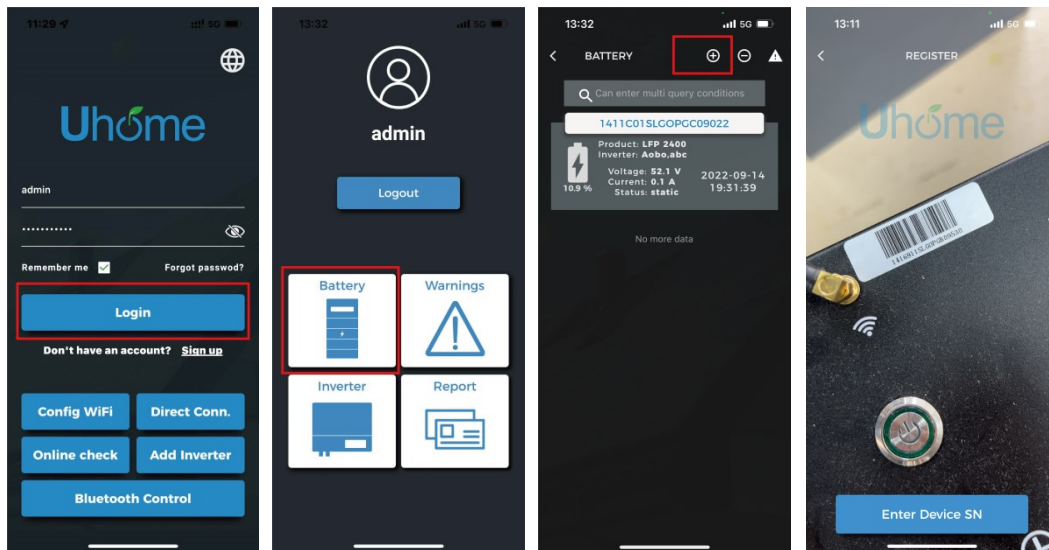 11:29
5G
Uhome
admin
Remember me
Forgot passwod?
Login
Don't have an account? Sign up
Config WiFi
Direct Conn.
Online check
Add Inverter
Bluetooth Control
13:32
5G
admin
Logout
Battery
Warnings
Inverter
Report
13:32
5G
BATTERY
Can enter multi query conditions
1411C01SLGOPGC09022
Product: LFP 2400
Inverter: Aobo,abc
Voltage: 52.1 V
Current: 0.1 A
Status: static
10.9 %
2022-09-14
19:31:39
No more data
13:11
5G
REGISTER
Uhome
Enter Device SN